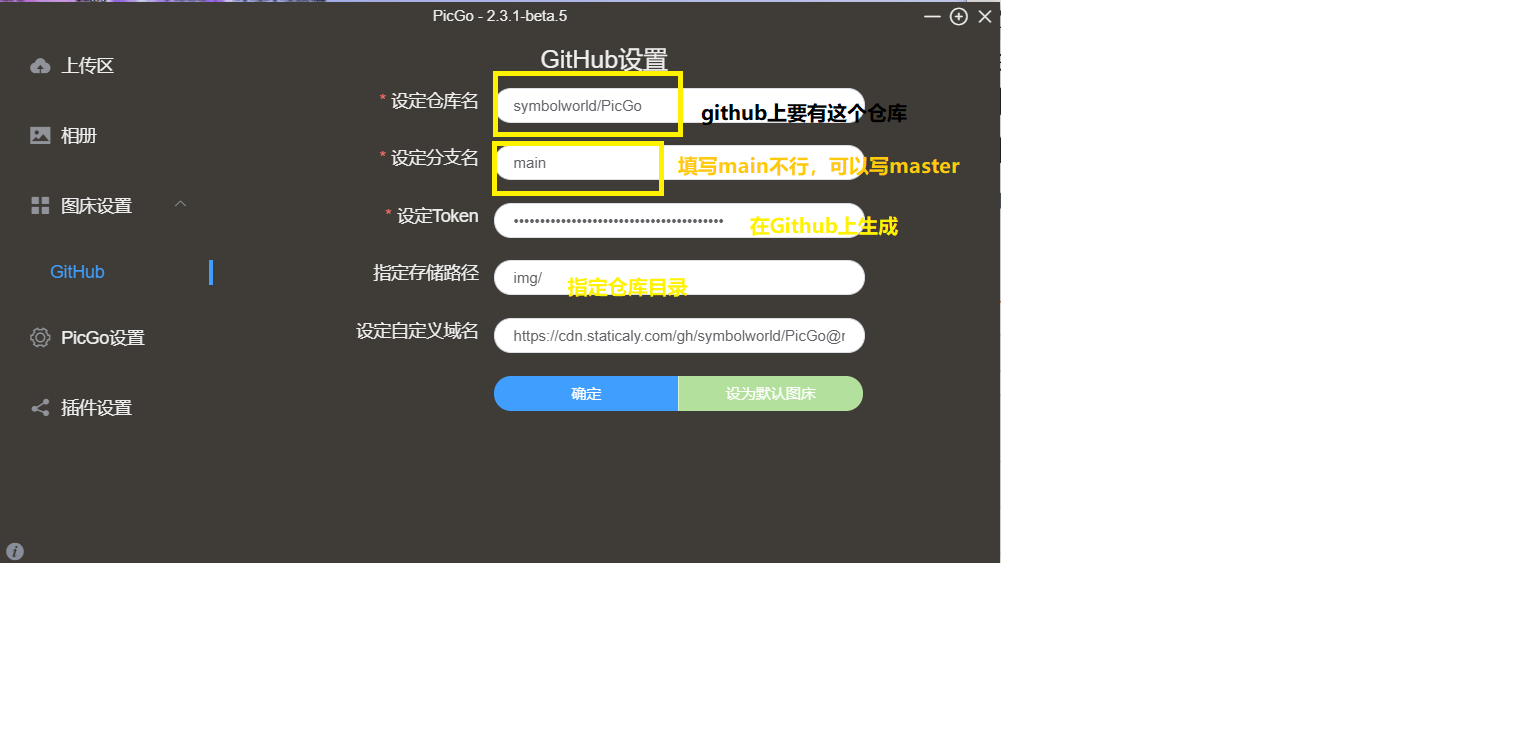 PicGo - 2.3.1-beta.5
上传区
相册
图床设置
GitHub
PicGo设置
插件设置
GitHub设置
* 设定仓库名
symbolworld/PicGo
github上要有这个仓库
* 设定分支名
main
填写main不行，可以写master
* 设定Token
在Github上生成
指定存储路径
img/
指定仓库目录
设定自定义域名
https://cdn.staticaly.com/gh/symbolworld/PicGo@
确定
设为默认图床